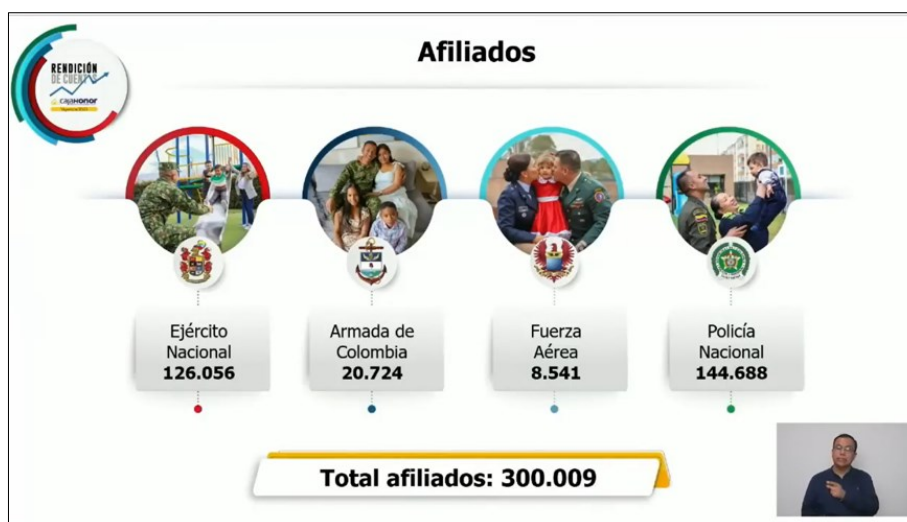 Afiliados
RENDICIÓN
DE CUENTAS
cajahonor
Ejército
Nacional
126.056
Armada de
Colombia
20.724
Fuerza
Aérea
8.541
Policía
Nacional
144.688
Total afiliados: 300.009